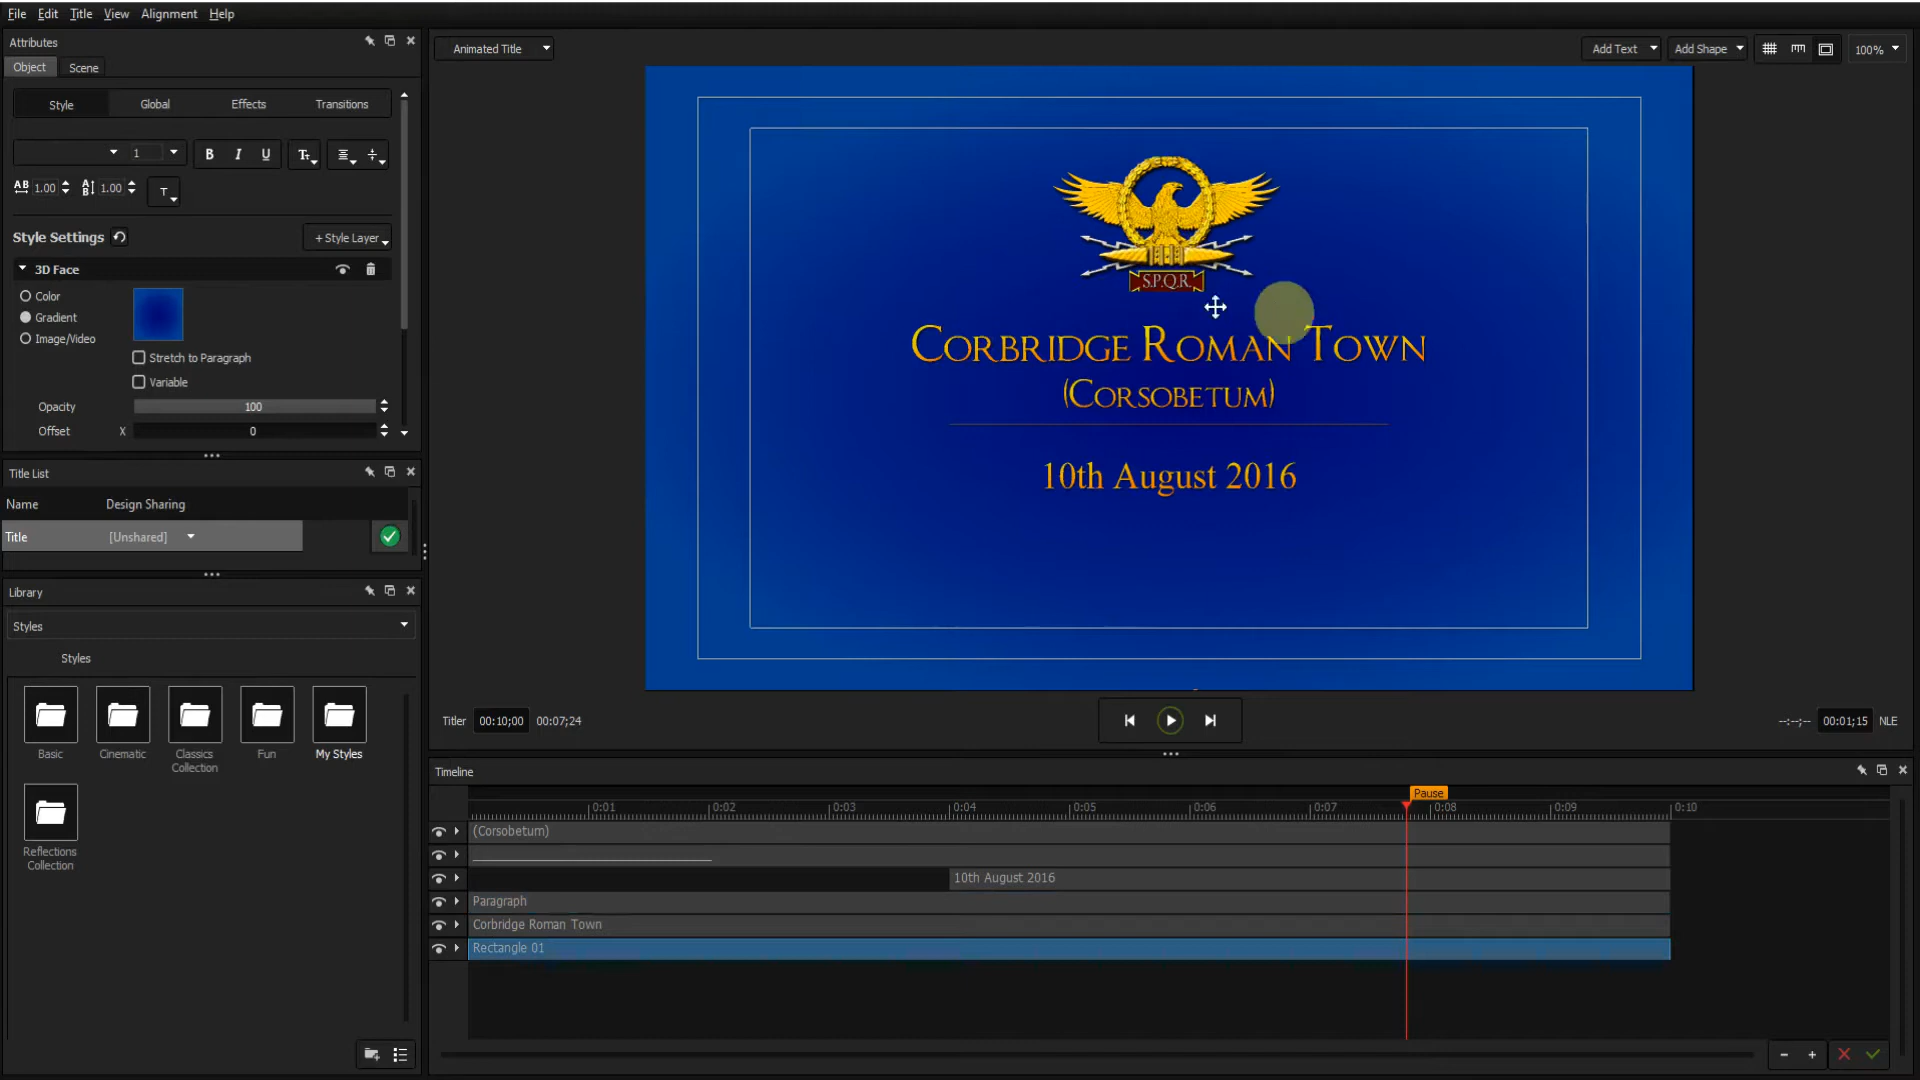 File Edit Title View Alignment Help
Attributes
Object Scene
Style Global Effects Transitions
1 B I U Tt
AB 1.00 AB 1.00 T
Style Settings + Style Layer
3D Face
Color
Gradient
Image/Video
Stretch to Paragraph
Variable
Opacity 100
Offset X 0
Title List
Name Design Sharing
Title [Unshared]
Library
Styles
Styles
Basic Cinematic Classics Collection Fun My Styles
Reflections Collection
Animated Title Add Text Add Shape 100%
S.P.Q.R.
Corbridge Roman Town
(Corsobetum)
10th August 2016
Titler 00:10;00 00:07;24 --:--;-- 00:01;15 NLE
Timeline
Pause
0:01 0:02 0:03 0:04 0:05 0:06 0:07 0:08 0:09 0:10
(Corsobetum)
10th August 2016
Paragraph
Corbridge Roman Town
Rectangle 01